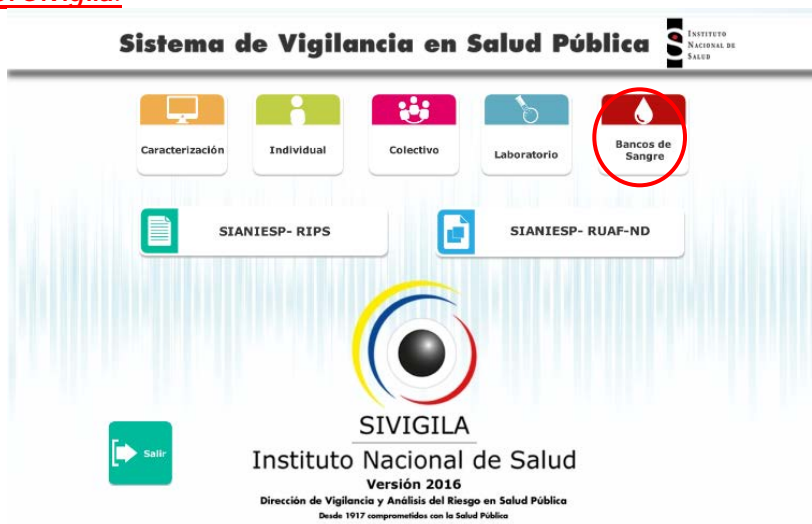 Sivigila.
Sistema de Vigilancia en Salud Pública
INSTITUTO
NACIONAL DE
SALUD
Caracterización
Individual
Colectivo
Laboratorio
Bancos de
Sangre
SIANIESP- RIPS
SIANIESP- RUAF-ND
SIVIGILA
Instituto Nacional de Salud
Versión 2016
Dirección de Vigilancia y Análisis del Riesgo en Salud Pública
Desde 1917 comprometidos con la Salud Pública
Salir